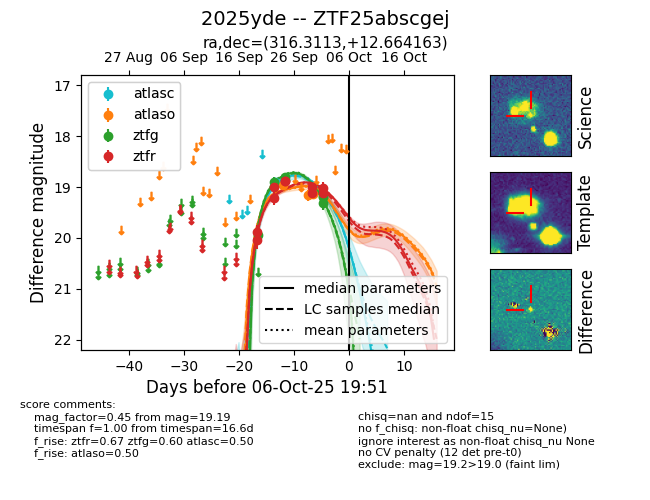 2025yde -- ZTF25abscgej
ra,dec=(316.3113,+12.664163)
27 Aug 06 Sep 16 Sep 26 Sep 06 Oct 16 Oct
17
18
19
20
21
22
Difference magnitude
atlasc
atlaso
ztfg
ztfr
median parameters
LC samples median
mean parameters
−40 −30 −20 −10 0 10
Days before 06-Oct-25 19:51
Science
Template
Difference
score comments:
mag_factor=0.45 from mag=19.19
timespan f=1.00 from timespan=16.6d
f_rise: ztfr=0.67 ztfg=0.60 atlasc=0.50
f_rise: atlaso=0.50
chisq=nan and ndof=15
no f_chisq: non-float chisq_nu=None)
ignore interest as non-float chisq_nu None
no CV penalty (12 det pre-t0)
exclude: mag=19.2>19.0 (faint lim)